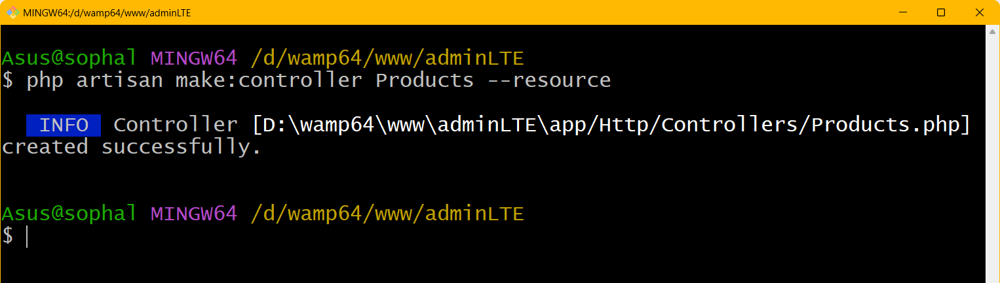 MINGW64:/d/wamp64/www/adminLTE
Asus@sophal MINGW64 /d/wamp64/www/adminLTE
$ php artisan make:controller Products --resource
INFO Controller [D:\wamp64\www\adminLTE\app/Http/Controllers/Products.php]
created successfully.
Asus@sophal MINGW64 /d/wamp64/www/adminLTE
$